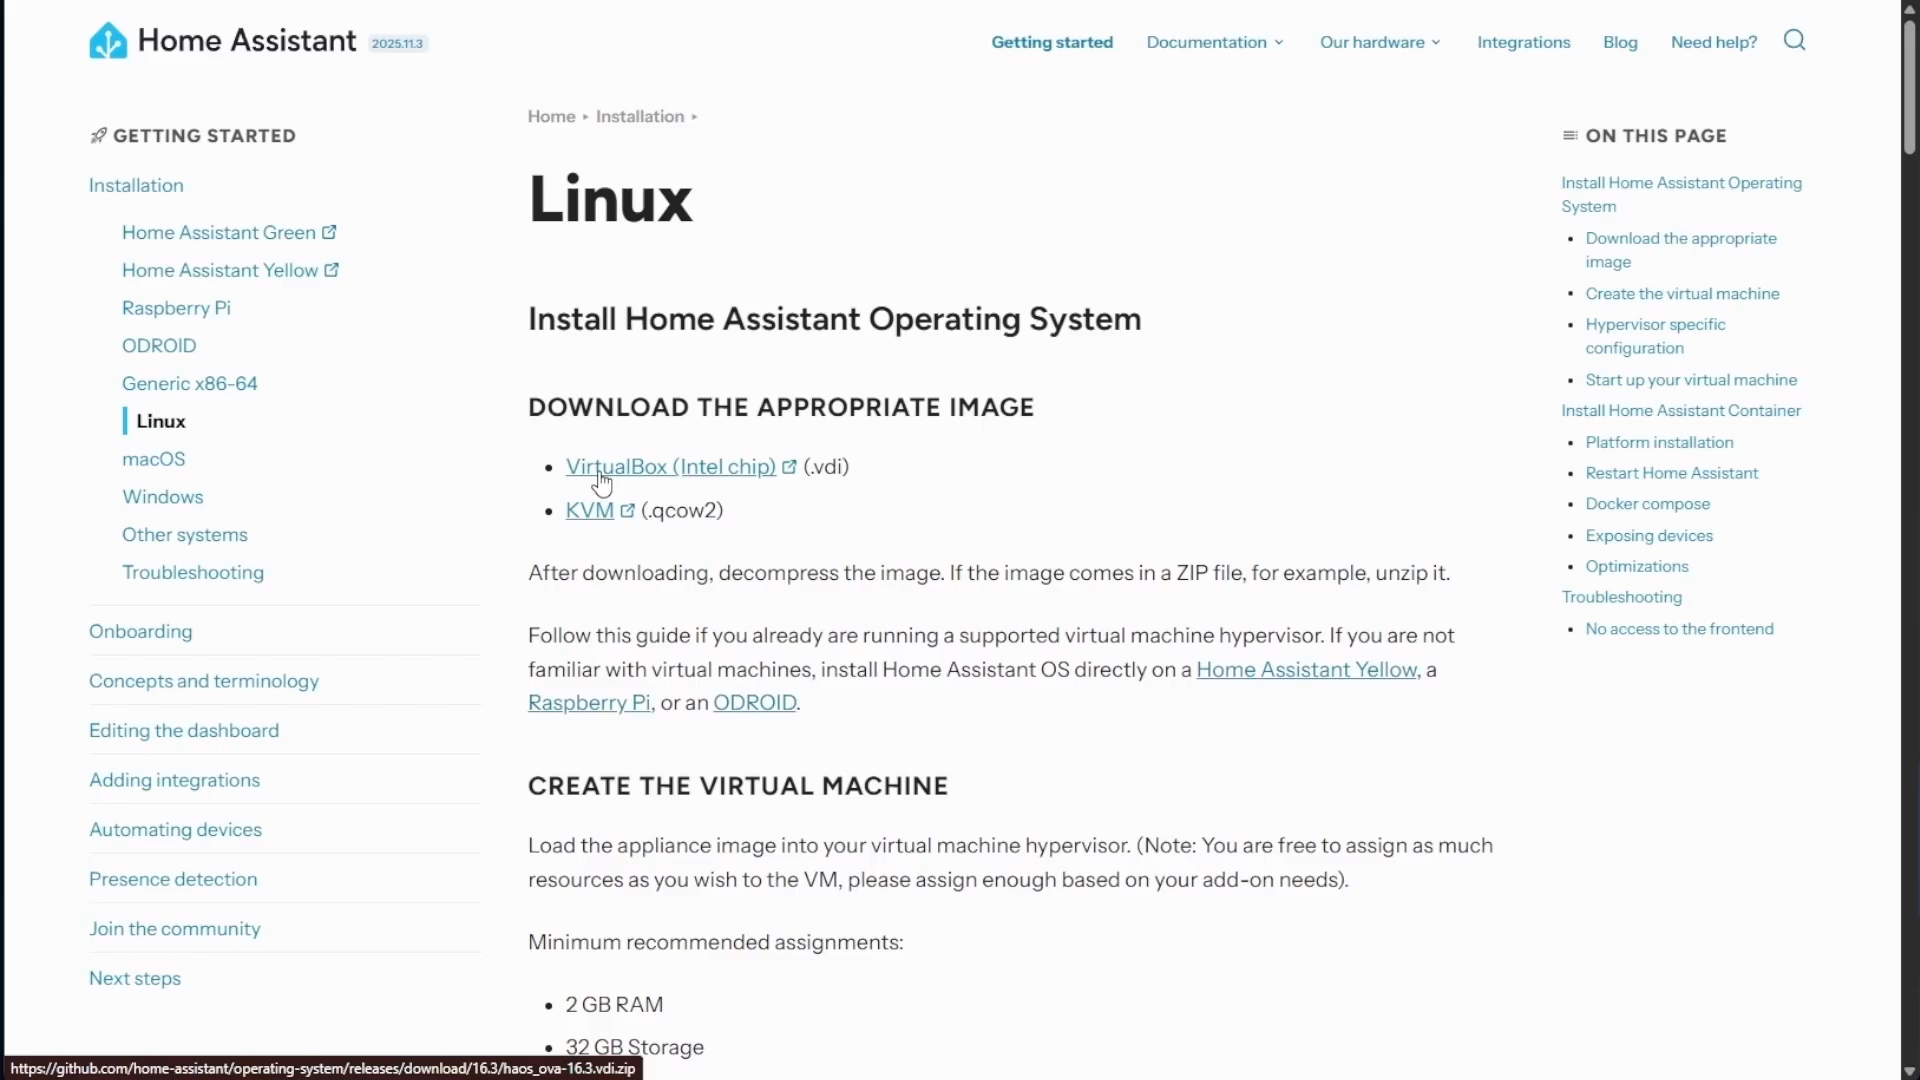 Home Assistant 2025.11.3
Getting started Documentation Our hardware Integrations Blog Need help?
GETTING STARTED
Installation
Home Assistant Green
Home Assistant Yellow
Raspberry Pi
ODROID
Generic x86-64
Linux
macOS
Windows
Other systems
Troubleshooting
Onboarding
Concepts and terminology
Editing the dashboard
Adding integrations
Automating devices
Presence detection
Join the community
Next steps
Home ▸ Installation ▸
Linux
Install Home Assistant Operating System
DOWNLOAD THE APPROPRIATE IMAGE
• VirtualBox (Intel chip) (.vdi)
• KVM (.qcow2)
After downloading, decompress the image. If the image comes in a ZIP file, for example, unzip it.
Follow this guide if you already are running a supported virtual machine hypervisor. If you are not
familiar with virtual machines, install Home Assistant OS directly on a Home Assistant Yellow, a
Raspberry Pi, or an ODROID.
CREATE THE VIRTUAL MACHINE
Load the appliance image into your virtual machine hypervisor. (Note: You are free to assign as much
resources as you wish to the VM, please assign enough based on your add-on needs).
Minimum recommended assignments:
• 2 GB RAM
• 32 GB Storage
ON THIS PAGE
Install Home Assistant Operating
System
• Download the appropriate
image
• Create the virtual machine
• Hypervisor specific
configuration
• Start up your virtual machine
Install Home Assistant Container
• Platform installation
• Restart Home Assistant
• Docker compose
• Exposing devices
• Optimizations
Troubleshooting
• No access to the frontend
https://github.com/home-assistant/operating-system/releases/download/16.3/haos_ova-16.3.vdi.zip